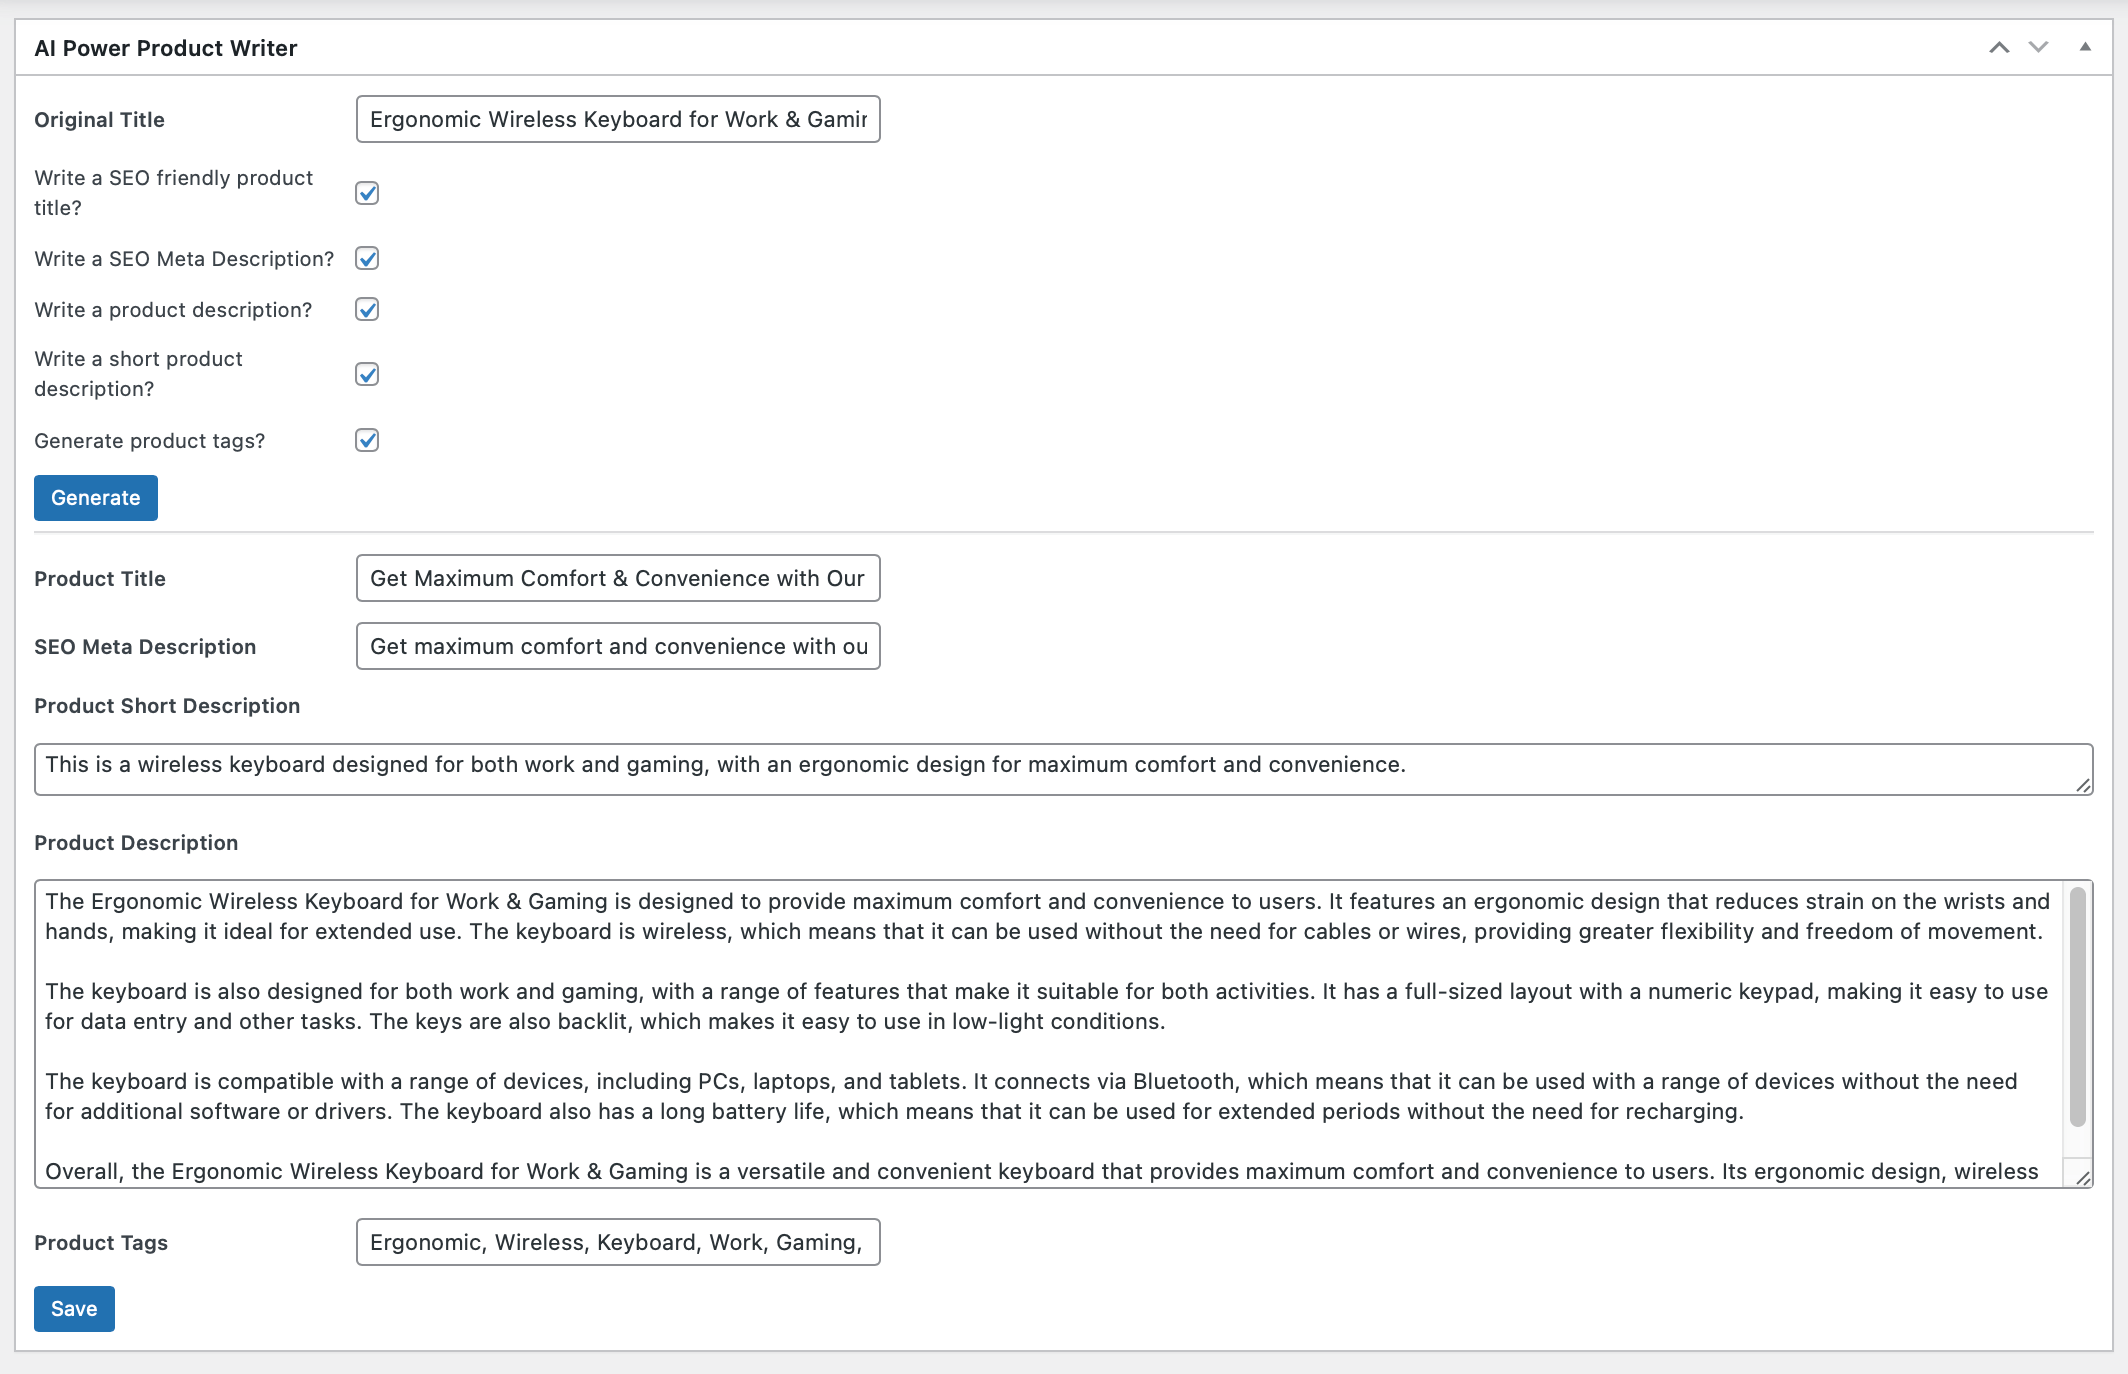 AI Power Product Writer
Original Title
Ergonomic Wireless Keyboard for Work & Gamin
Write a SEO friendly product
title?
Write a SEO Meta Description?
Write a product description?
Write a short product
description?
Generate product tags?
Generate
Product Title
Get Maximum Comfort & Convenience with Our
SEO Meta Description
Get maximum comfort and convenience with ou
Product Short Description
This is a wireless keyboard designed for both work and gaming, with an ergonomic design for maximum comfort and convenience.
Product Description
The Ergonomic Wireless Keyboard for Work & Gaming is designed to provide maximum comfort and convenience to users. It features an ergonomic design that reduces strain on the wrists and
hands, making it ideal for extended use. The keyboard is wireless, which means that it can be used without the need for cables or wires, providing greater flexibility and freedom of movement.
The keyboard is also designed for both work and gaming, with a range of features that make it suitable for both activities. It has a full-sized layout with a numeric keypad, making it easy to use
for data entry and other tasks. The keys are also backlit, which makes it easy to use in low-light conditions.
The keyboard is compatible with a range of devices, including PCs, laptops, and tablets. It connects via Bluetooth, which means that it can be used with a range of devices without the need
for additional software or drivers. The keyboard also has a long battery life, which means that it can be used for extended periods without the need for recharging.
Overall, the Ergonomic Wireless Keyboard for Work & Gaming is a versatile and convenient keyboard that provides maximum comfort and convenience to users. Its ergonomic design, wireless
Product Tags
Ergonomic, Wireless, Keyboard, Work, Gaming,
Save